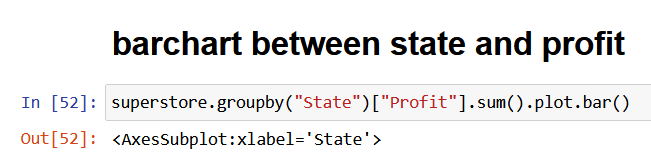 barchart between state and profit
In [52]: superstore.groupby("State")["Profit"].sum().plot.bar()
Out[52]: <AxesSubplot:xlabel='State'>